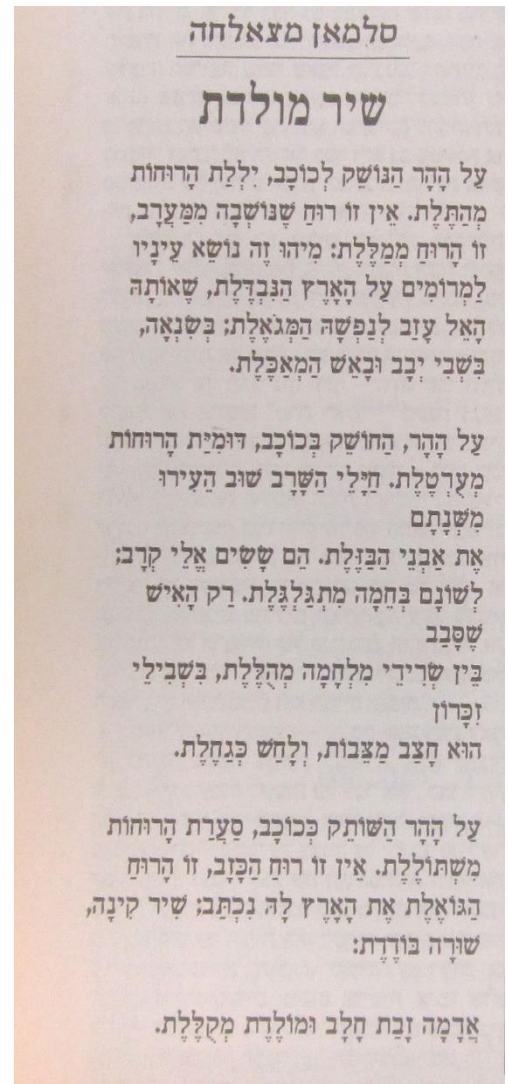 סלמאן מצאלחה
שיר מולדת
עַל הָהָר הַנּוֹשֵׁק לְכוֹכָב, יִלְלַת הָרוּחוֹת
מְהַתֶּלֶת. אֵין זוֹ רוּחַ שֶׁנּוֹשְׁבָה מִמַּעֲרָב,
זוֹ הָרוּחַ מְמַלֶּלֶת: מִיהוּ זֶה נוֹשֵׂא עֵינָיו
לַמְּרוֹמִים עַל הָאָרֶץ הַנִּבְדֶּלֶת, שֶׁאוֹתָהּ
הָאֵל עָזַב לְנַפְשָׁהּ הַמְּגֹאֶלֶת; בְּשִׂנְאָה,
בִּשְׁבִי יְבָב וּבָאֵשׁ הַמְאַכֶּלֶת.

עַל הָהָר, הַחוֹשֵׁק בְּכוֹכָב, דּוּמִיַּת הָרוּחוֹת
מְעֻרְטֶלֶת. חַיָּלֵי הַשָּׁרָב שׁוּב הֵעִירוּ
מִשְּׁנָתָם
אֶת אַבְנֵי הַבַּזֶּלֶת. הֵם שָׂשִׂים אֱלֵי קְרָב;
לְשׁוֹנָם בְּחֵמָה מִתְגַּלְגֶּלֶת. רַק הָאִישׁ
שֶׁסָּבַב
בֵּין שְׂרִידֵי מִלְחָמָה מְהֻלֶּלֶת, בִּשְׁבִילֵי
זִכָּרוֹן
הוּא חָצַב מַצֵּבוֹת, וְלָחַשׁ כְּגַחֶלֶת.

עַל הָהָר הַשּׁוֹתֵק כְּכוֹכָב, סַעֲרַת הָרוּחוֹת
מִשְׁתּוֹלֶלֶת. אֵין זוֹ רוּחַ הַכָּזָב, זוֹ הָרוּחַ
הַגּוֹאֶלֶת אֶת הָאָרֶץ לָהּ נִכְתַּב; שִׁיר קִינָה,
שׁוּרָה בּוֹדֶדֶת:

אֲדָמָה זָבַת חָלָב וּמוֹלֶדֶת מְקֻלֶּלֶת.